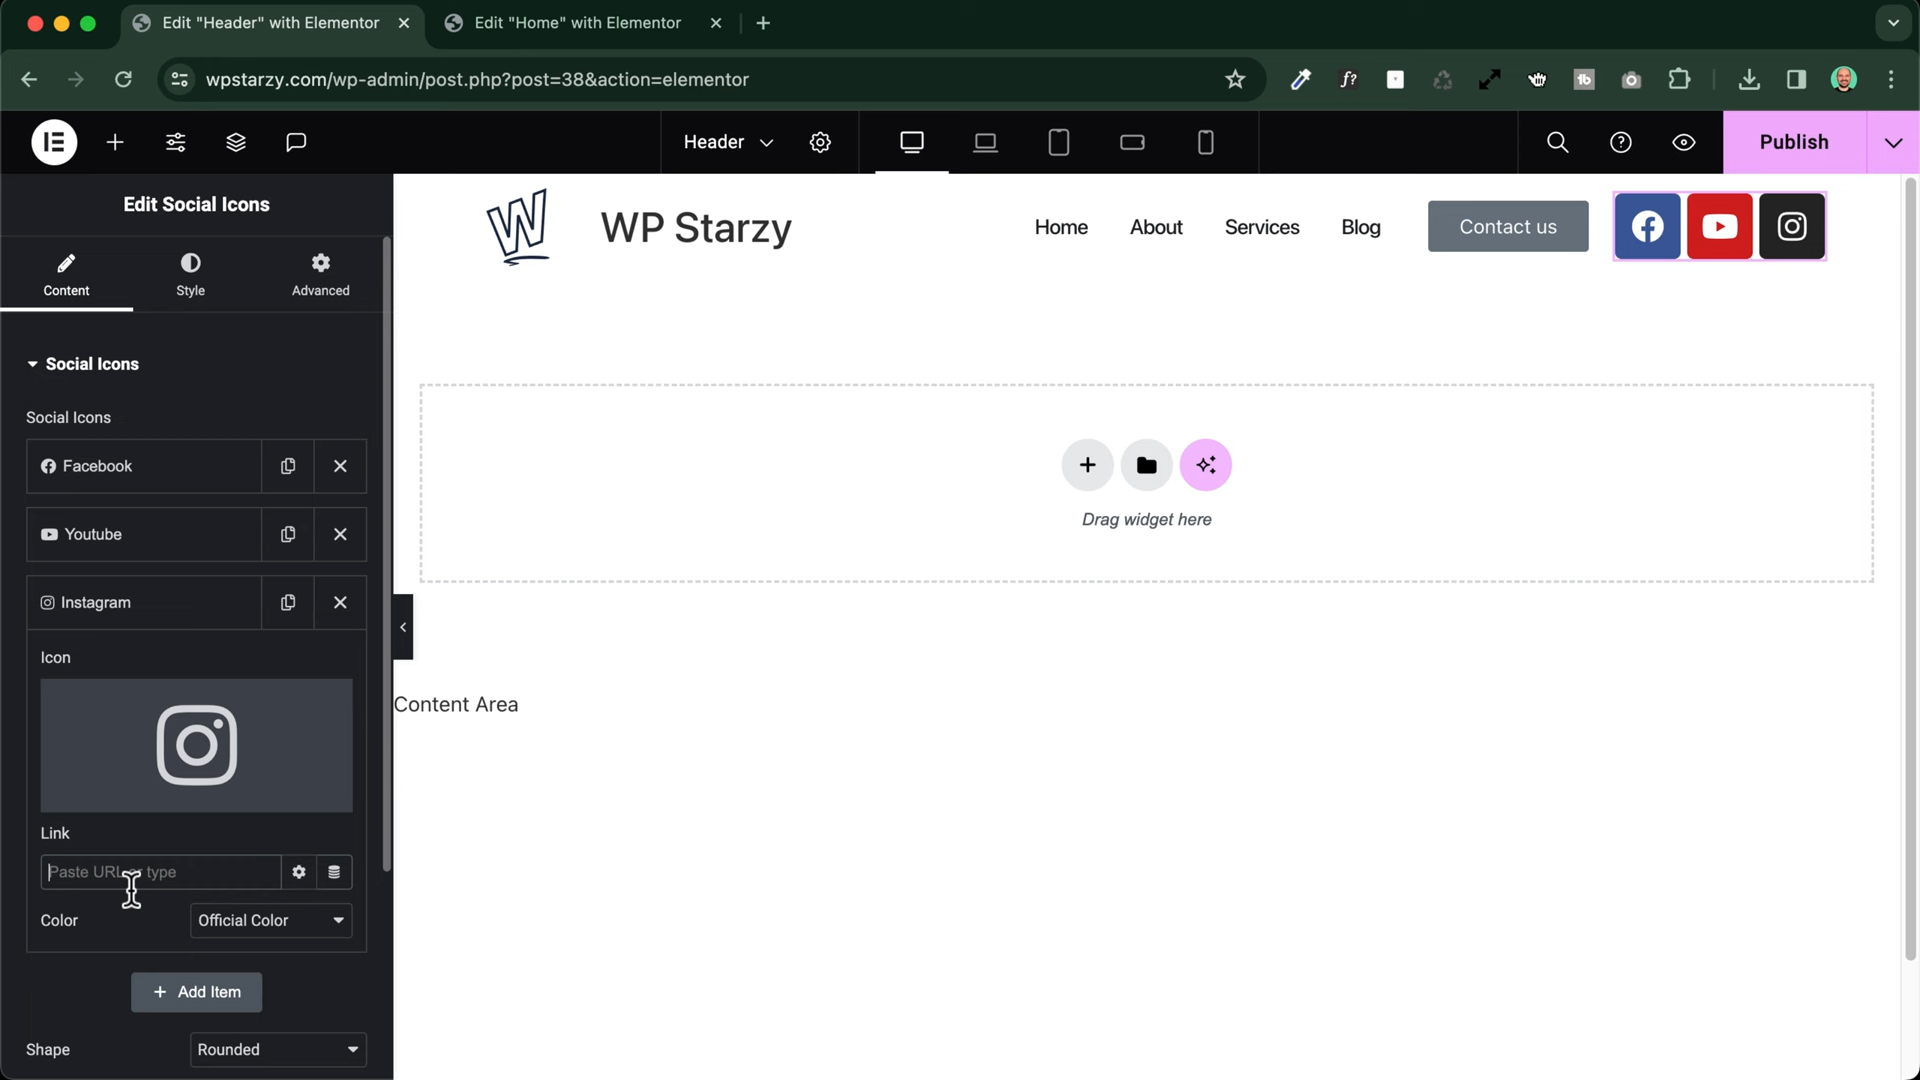 Edit "Header" with Elementor
Edit "Home" with Elementor
wpstarzy.com/wp-admin/post.php?post=38&action=elementor
f?
tb
Header
Publish
Edit Social Icons
Content
Style
Advanced
W
WP Starzy
Home
About
Services
Blog
Contact us
Social Icons
Social Icons
Facebook
Youtube
Instagram
Drag widget here
Icon
Content Area
Link
Paste URL or type
Color
Official Color
+ Add Item
Shape
Rounded